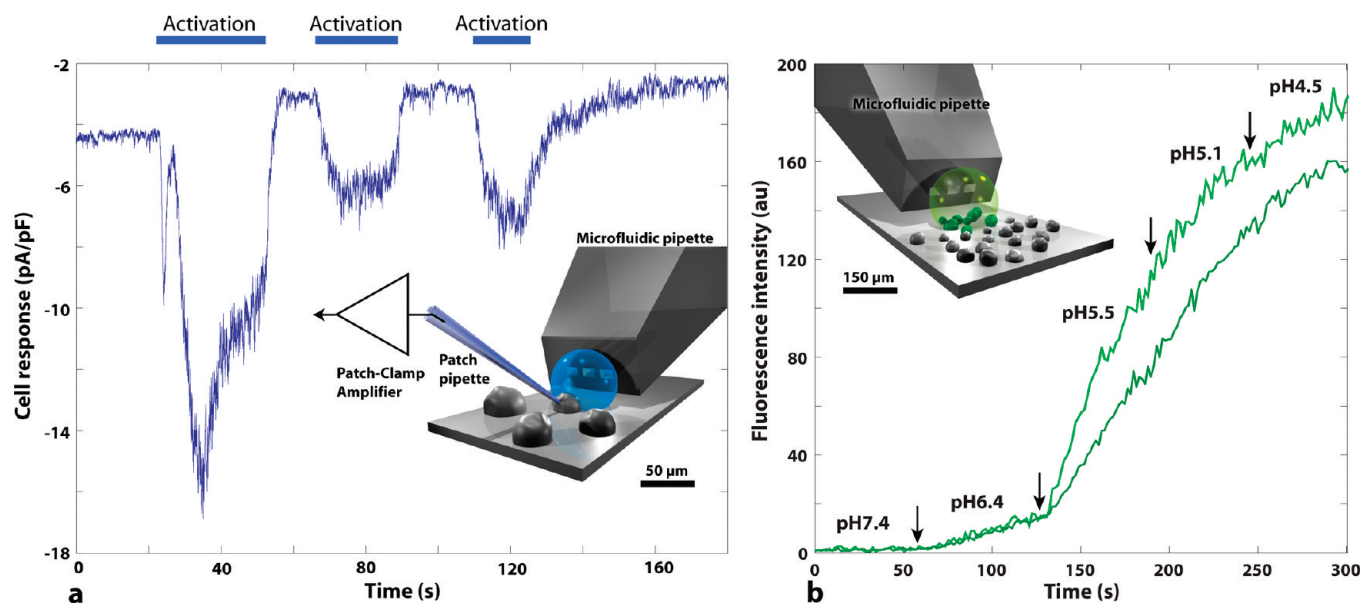 Activation
Activation
Activation
-2
-6
-10
-14
-18
0
40
80
120
160
Cell response (pA/pF)
Time (s)
Microfluidic pipette
Patch-Clamp
Amplifier
Patch
pipette
50 µm
a
200
160
120
80
40
0
0
50
100
150
200
250
300
Fluorescence intensity (au)
Time (s)
Microfluidic pipette
150 µm
pH7.4
pH6.4
pH5.5
pH5.1
pH4.5
b